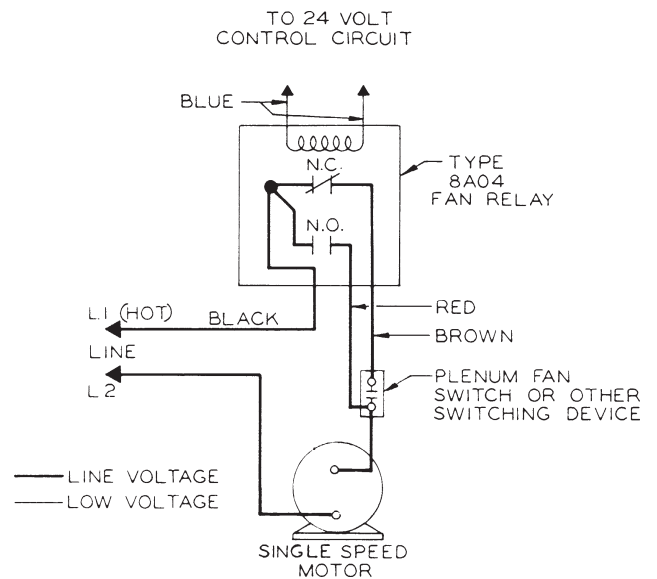 TO 24 VOLT
CONTROL CIRCUIT
BLUE
N.C.
TYPE
8A04
FAN RELAY
N.O.
L1 (HOT)
BLACK
RED
LINE
BROWN
L2
PLENUM FAN
SWITCH OR OTHER
SWITCHING DEVICE
LINE VOLTAGE
LOW VOLTAGE
SINGLE SPEED
MOTOR